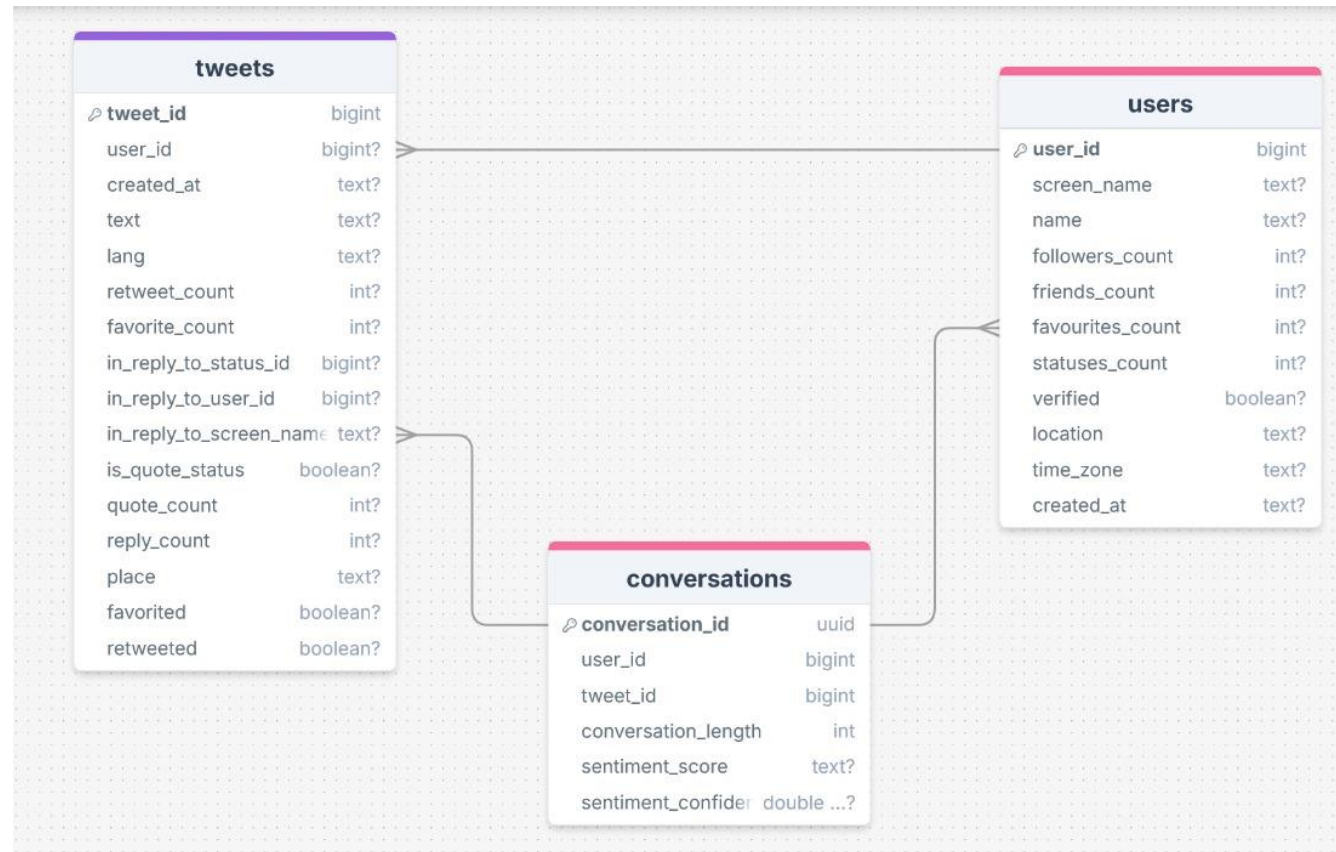 tweets
tweet_id bigint
user_id bigint?
created_at text?
text text?
lang text?
retweet_count int?
favorite_count int?
in_reply_to_status_id bigint?
in_reply_to_user_id bigint?
in_reply_to_screen_name text?
is_quote_status boolean?
quote_count int?
reply_count int?
place text?
favorited boolean?
retweeted boolean?
users
user_id bigint
screen_name text?
name text?
followers_count int?
friends_count int?
favourites_count int?
statuses_count int?
verified boolean?
location text?
time_zone text?
created_at text?
conversations
conversation_id uuid
user_id bigint
tweet_id bigint
conversation_length int
sentiment_score text?
sentiment_confider double ...?